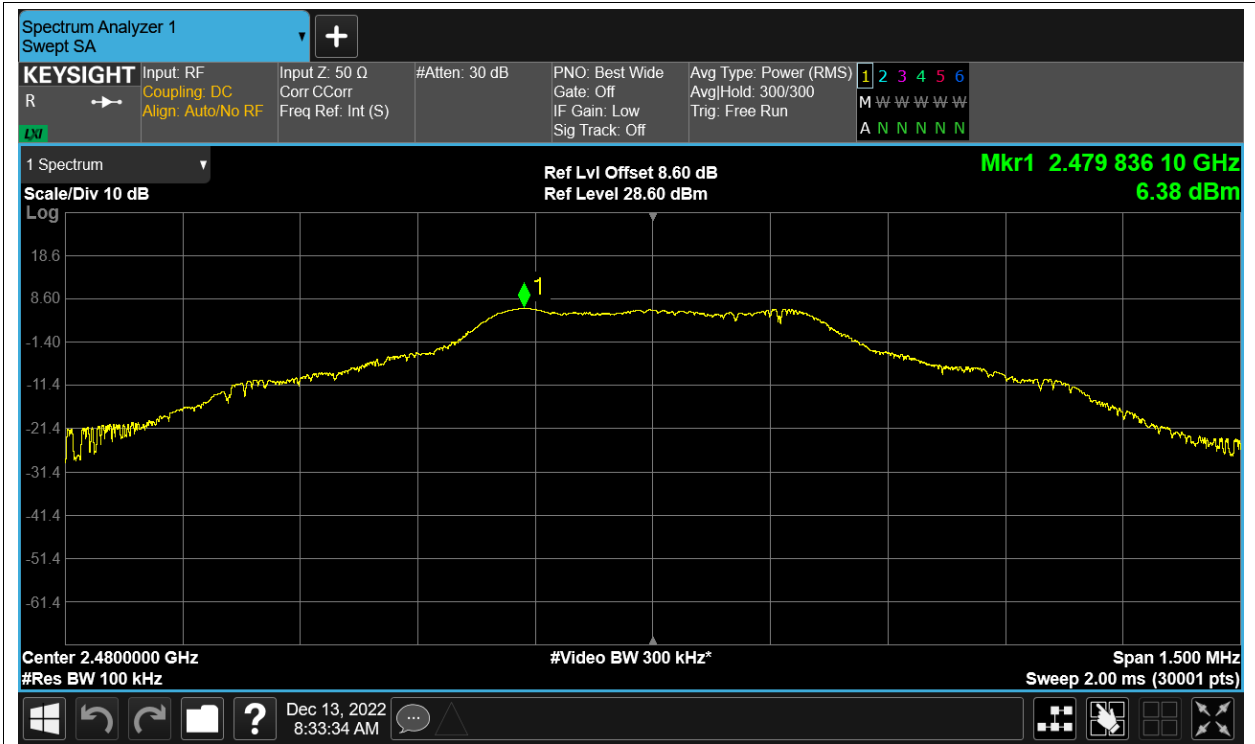 Spectrum Analyzer 1
Swept SA
KEYSIGHT
R
LXI
Input: RF
Coupling: DC
Align: Auto/No RF
Input Z: 50 Ω
Corr CCorr
Freq Ref: Int (S)
#Atten: 30 dB
PNO: Best Wide
Gate: Off
IF Gain: Low
Sig Track: Off
Avg Type: Power (RMS)
Avg|Hold: 300/300
Trig: Free Run
1 2 3 4 5 6
M W W W W W
A N N N N N
1 Spectrum
Scale/Div 10 dB
Log
Ref Lvl Offset 8.60 dB
Ref Level 28.60 dBm
Mkr1 2.479 836 10 GHz
6.38 dBm
18.6
1
8.60
-1.40
-11.4
-21.4
-31.4
-41.4
-51.4
-61.4
Center 2.4800000 GHz
#Res BW 100 kHz
#Video BW 300 kHz*
Span 1.500 MHz
Sweep 2.00 ms (30001 pts)
?
Dec 13, 2022
8:33:34 AM